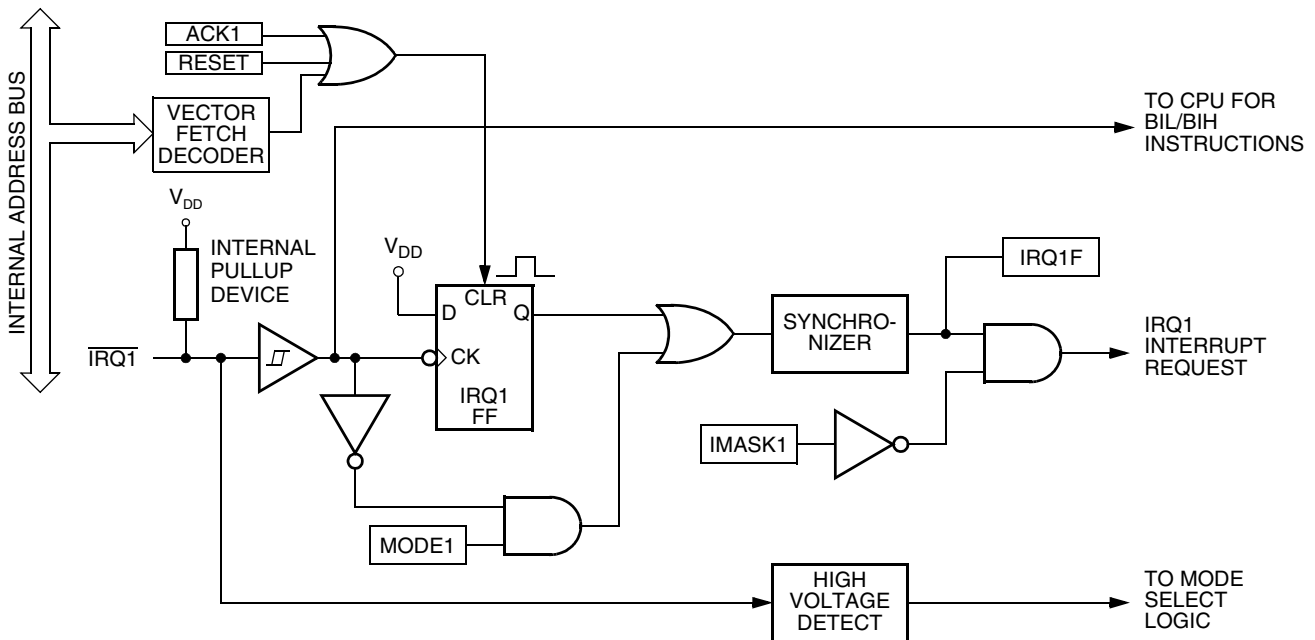 INTERNAL ADDRESS BUS
ACK1
RESET
VECTOR
FETCH
DECODER
TO CPU FOR
BIL/BIH
INSTRUCTIONS
VDD
INTERNAL
PULLUP
DEVICE
VDD
CLR
D
Q
CK
IRQ1
FF
IRQ1
SYNCHRO-
NIZER
IRQ1F
IRQ1
INTERRUPT
REQUEST
IMASK1
MODE1
HIGH
VOLTAGE
DETECT
TO MODE
SELECT
LOGIC